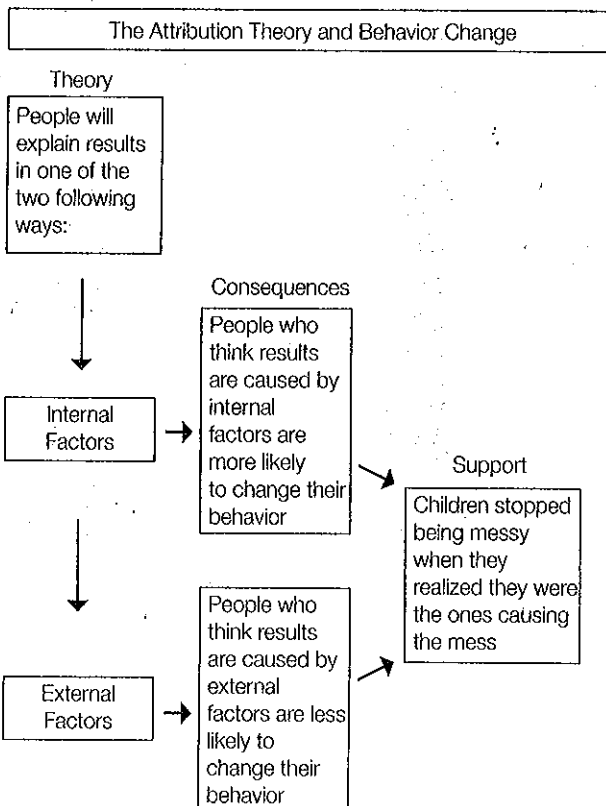 The Attribution Theory and Behavior Change
Theory
People will
explain results
in one of the
two following
ways:
Internal
Factors
External
Factors
Consequences
People who
think results
are caused by
internal
factors are
more likely
to change their
behavior
People who
think results
are caused by
external
factors are less
likely to
change their
behavior
Support
Children stopped
being messy
when they
realized they were
the ones causing
the mess